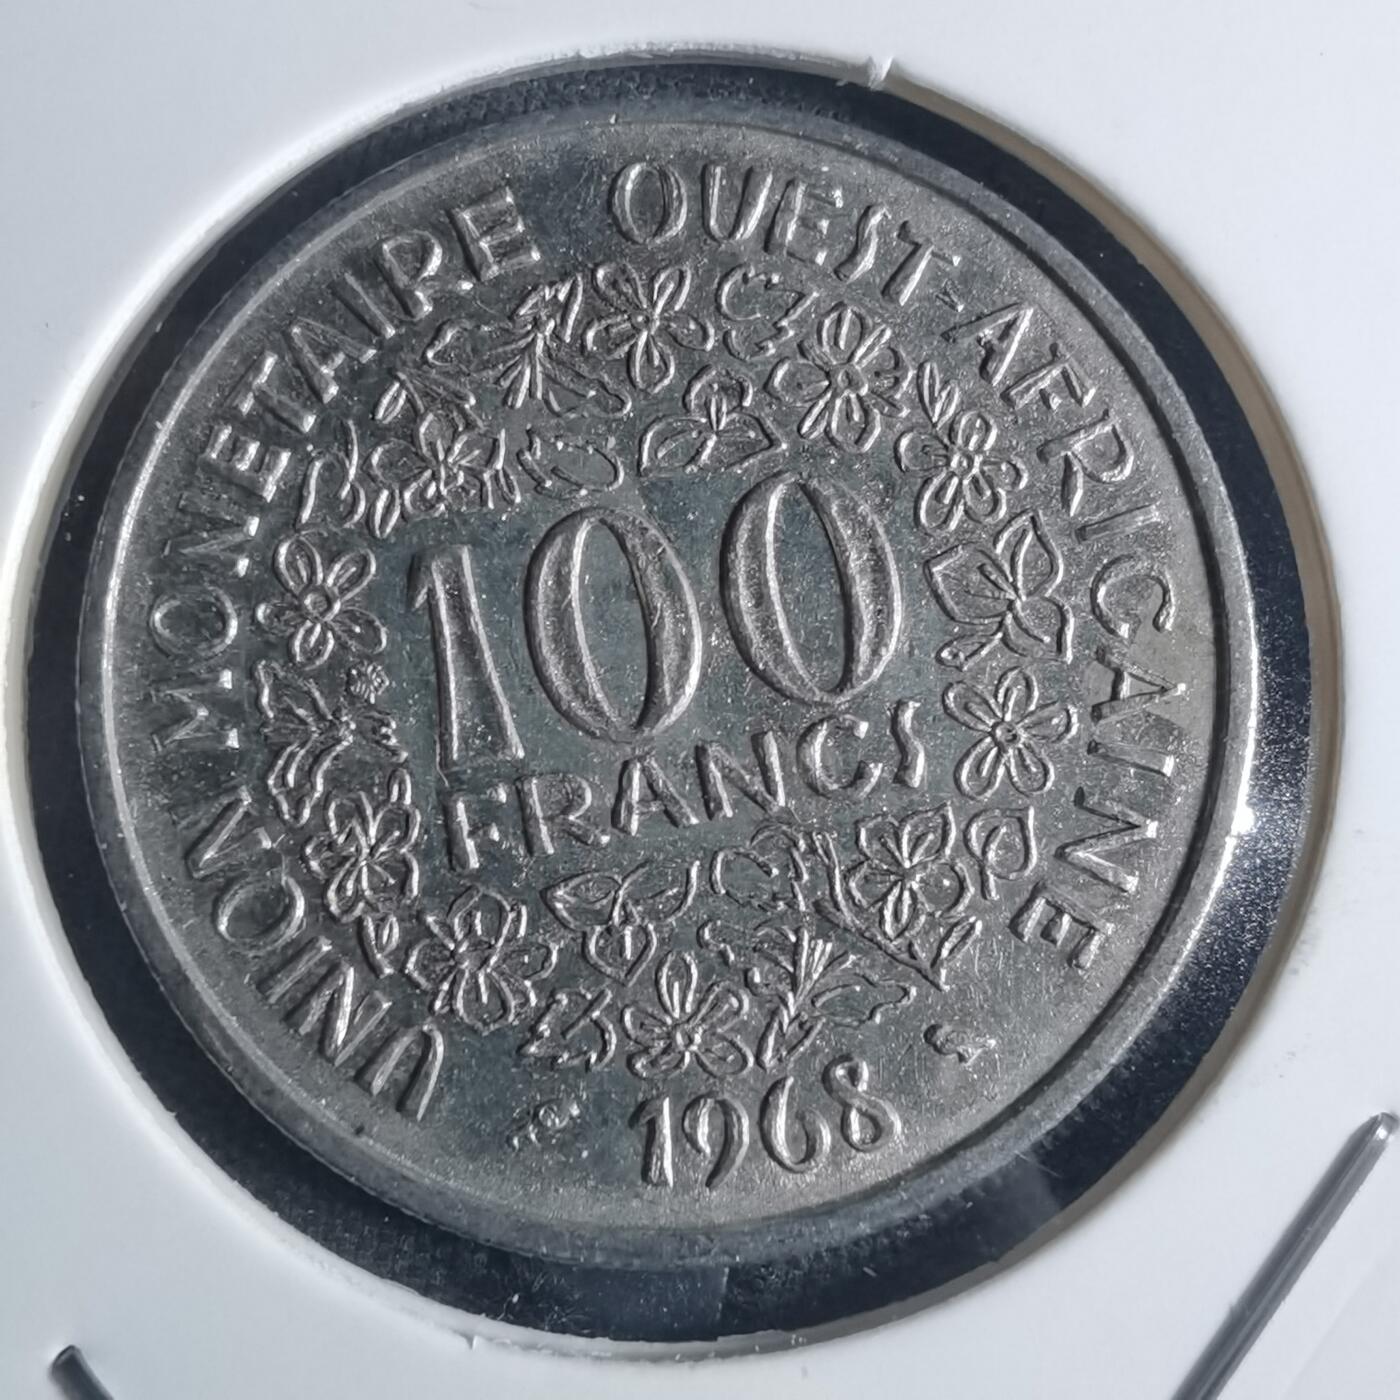 UNION MONETAIRE OUEST-AFRICAINE
100
FRANCS
1968